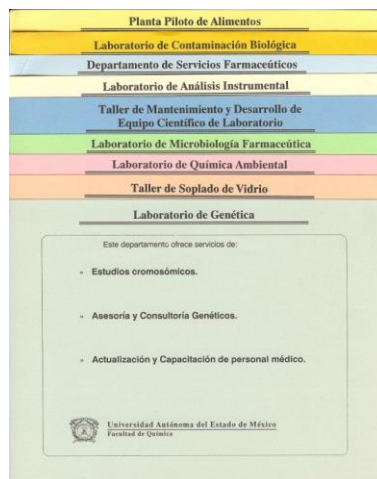 Planta Piloto de Alimentos
Laboratorio de Contaminación Biológica
Departamento de Servicios Farmaceúticos
Laboratorio de Análisis Instrumental
Taller de Mantenimiento y Desarrollo de
Equipo Científico de Laboratorio
Laboratorio de Microbiología Farmaceútica
Laboratorio de Química Ambiental
Taller de Soplado de Vidrio
Laboratorio de Genética
Este departamento ofrece servicios de:
- Estudios cromosómicos.
- Asesoría y Consultoría Genéticos.
- Actualización y Capacitación de personal médico.
Universidad Autónoma del Estado de México
Facultad de Química